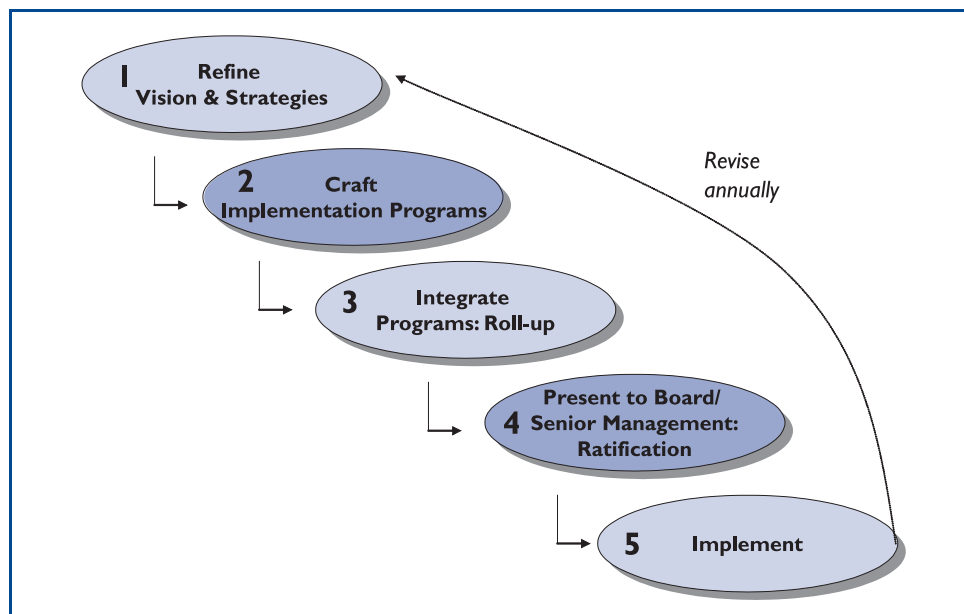 1
Refine
Vision & Strategies
Revise
annually
2
Craft
Implementation Programs
3
Integrate
Programs: Roll-up
4
Present to Board/
Senior Management:
Ratification
5
Implement